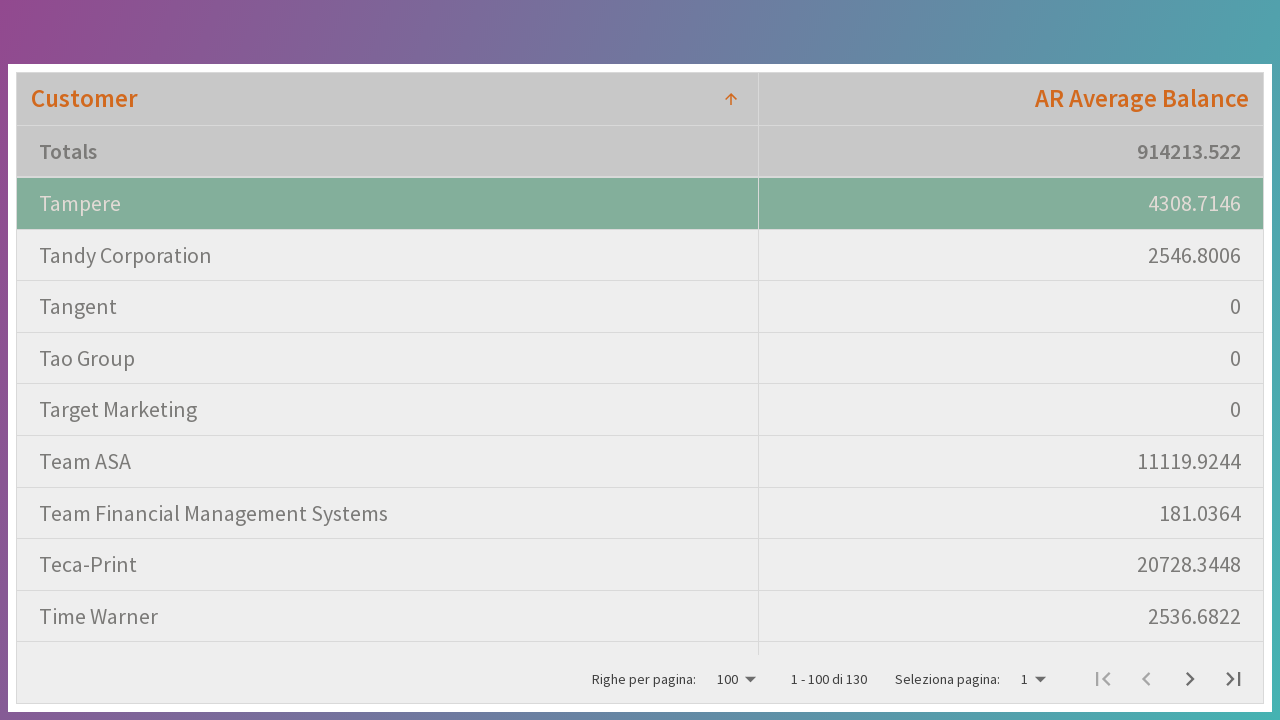 Customer AR Average Balance
Totals 914213.522
Tampere 4308.7146
Tandy Corporation 2546.8006
Tangent 0
Tao Group 0
Target Marketing 0
Team ASA 11119.9244
Team Financial Management Systems 181.0364
Teca-Print 20728.3448
Time Warner 2536.6822
Righe per pagina: 100 1 - 100 di 130 Seleziona pagina: 1